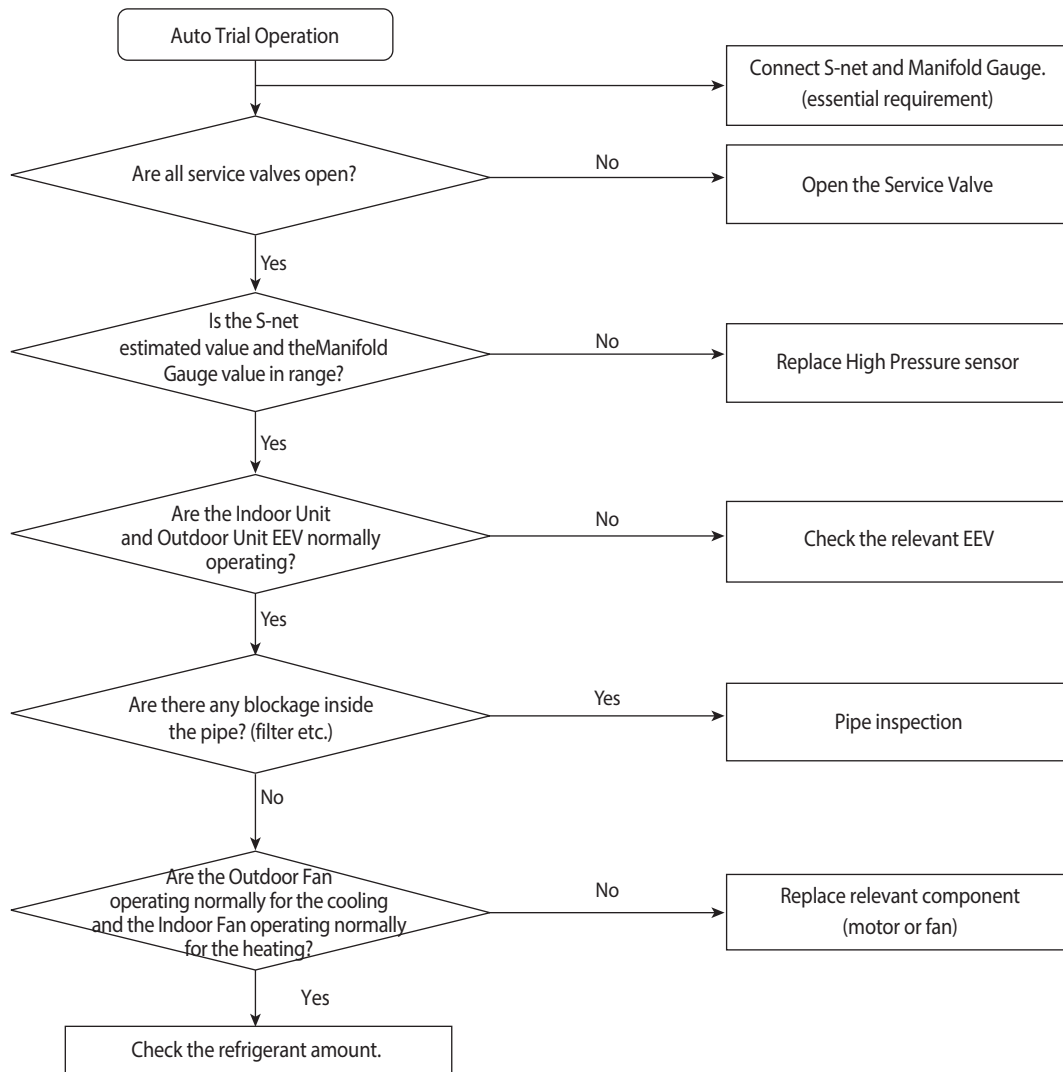 Auto Trial Operation
Connect S-net and Manifold Gauge.
(essential requirement)
Are all service valves open?
No
Open the Service Valve
Yes
Is the S-net
estimated value and theManifold
Gauge value in range?
No
Replace High Pressure sensor
Yes
Are the Indoor Unit
and Outdoor Unit EEV normally
operating?
No
Check the relevant EEV
Yes
Are there any blockage inside
the pipe? (filter etc.)
Yes
Pipe inspection
No
Are the Outdoor Fan
operating normally for the cooling
and the Indoor Fan operating normally
for the heating?
No
Replace relevant component
(motor or fan)
Yes
Check the refrigerant amount.